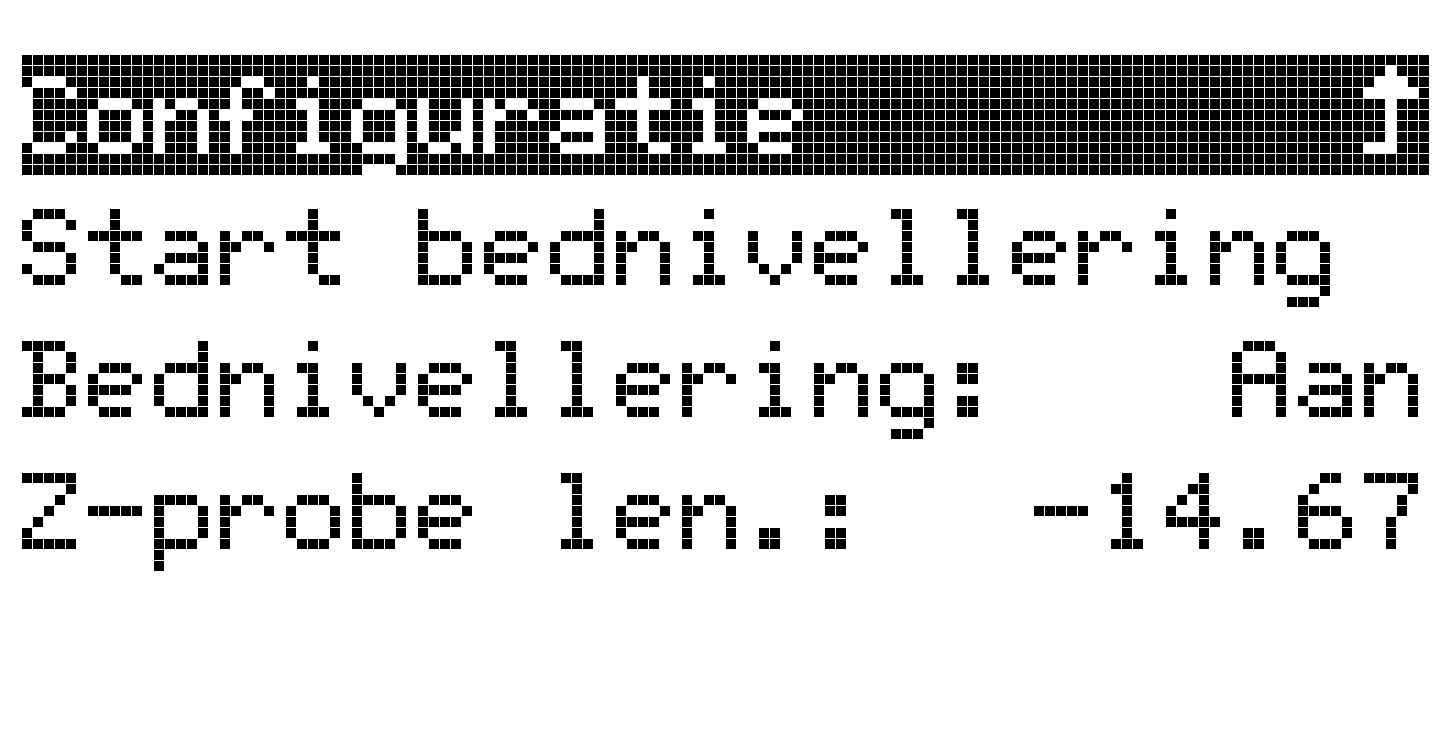 Configuratie ↑
Start bednivellering
Bednivellering: Aan
Z-probe len.: -14.67